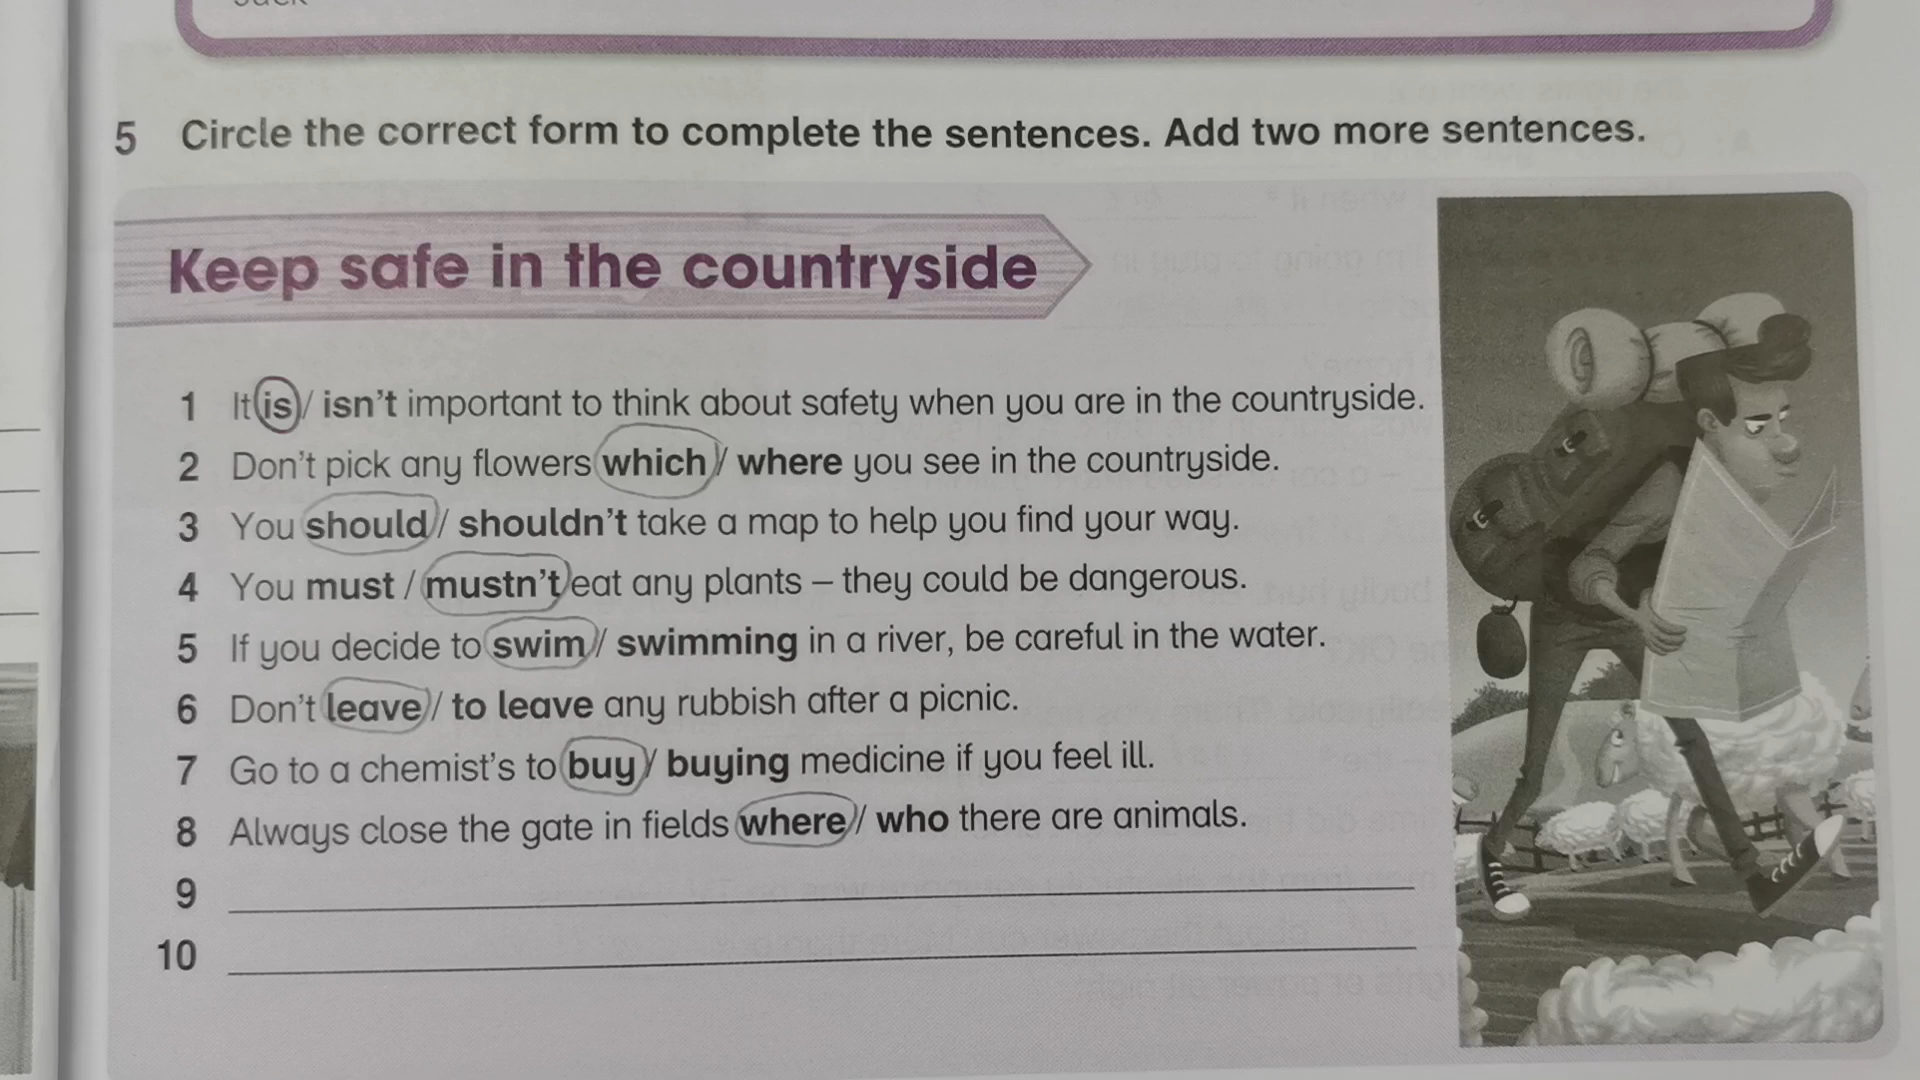 5 Circle the correct form to complete the sentences. Add two more sentences.
Keep safe in the countryside
1 It is / isn't important to think about safety when you are in the countryside.
2 Don't pick any flowers which / where you see in the countryside.
3 You should / shouldn't take a map to help you find your way.
4 You must / mustn't eat any plants – they could be dangerous.
5 If you decide to swim / swimming in a river, be careful in the water.
6 Don't leave / to leave any rubbish after a picnic.
7 Go to a chemist's to buy / buying medicine if you feel ill.
8 Always close the gate in fields where / who there are animals.
9
10